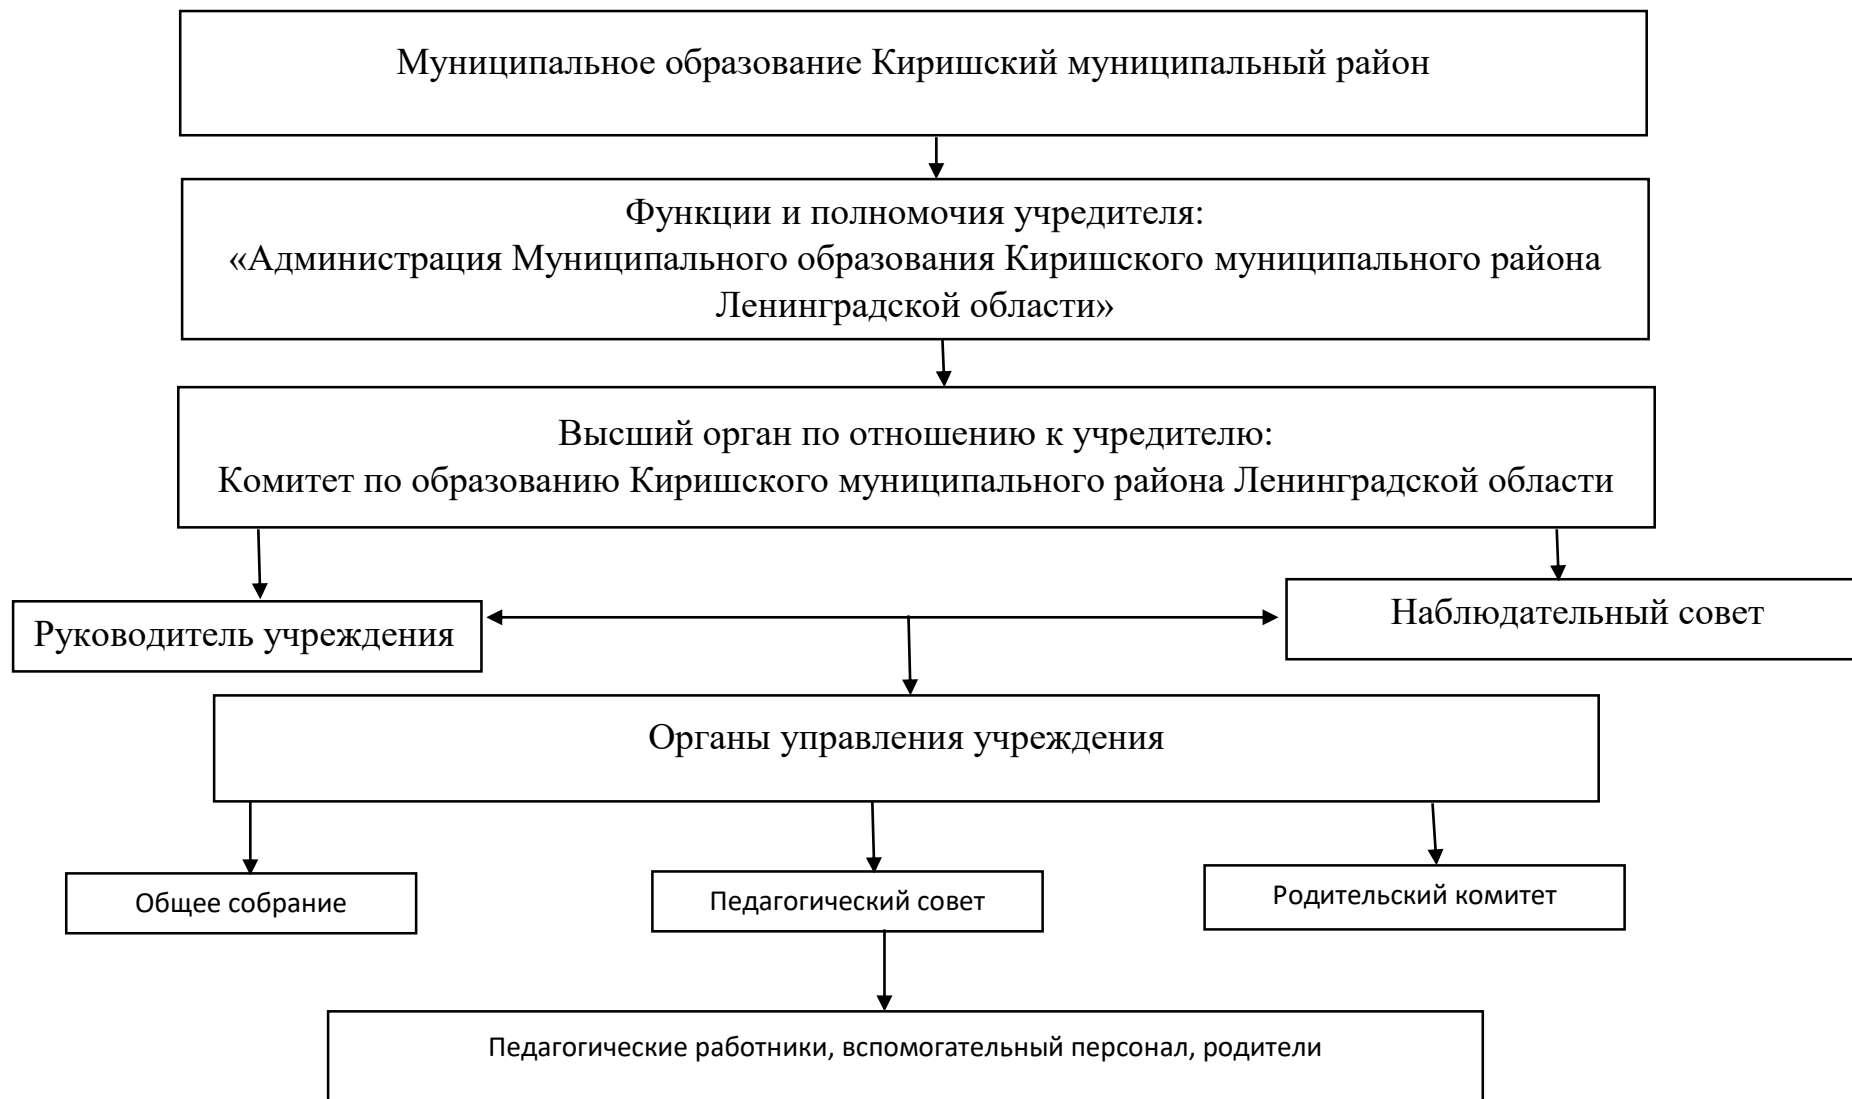 Муниципальное образование Киришский муниципальный район
Функции и полномочия учредителя:
«Администрация Муниципального образования Киришского муниципального района
Ленинградской области»
Высший орган по отношению к учредителю:
Комитет по образованию Киришского муниципального района Ленинградской области
Руководитель учреждения
Наблюдательный совет
Органы управления учреждения
Общее собрание
Педагогический совет
Родительский комитет
Педагогические работники, вспомогательный персонал, родители